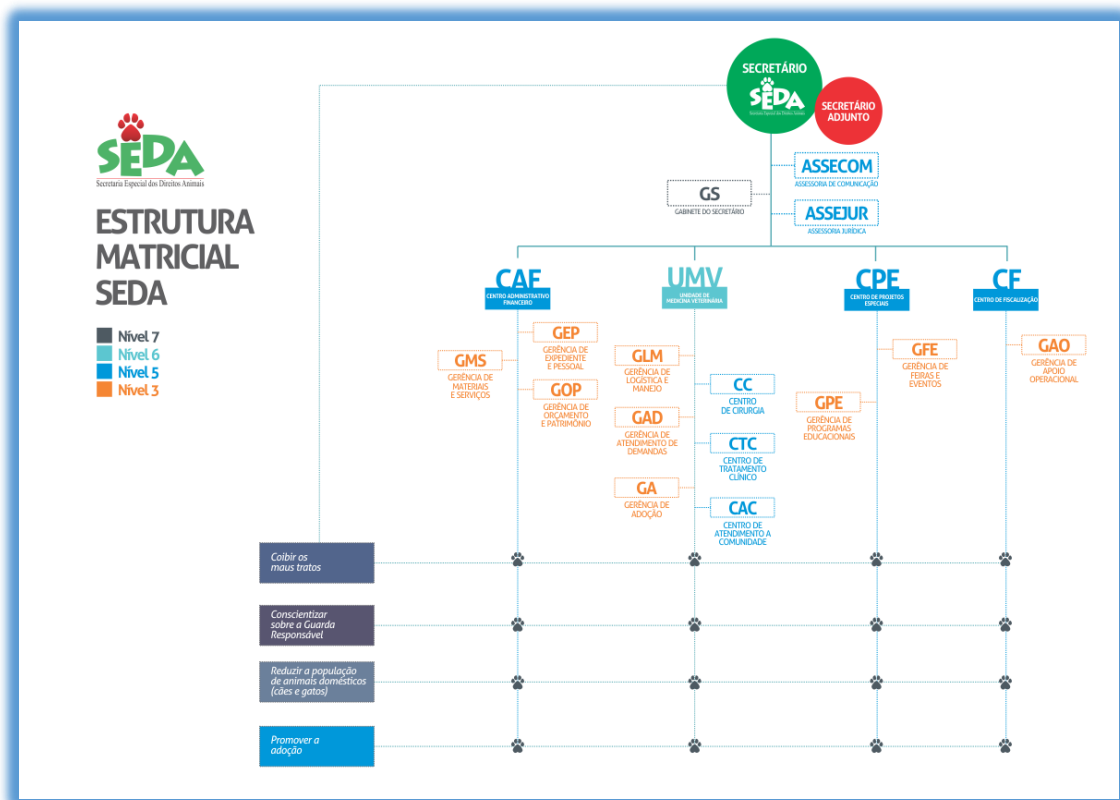 SECRETÁRIO
SEDA
Secretaria Especial dos Direitos Animais
SECRETÁRIO
ADJUNTO
SEDA
Secretaria Especial dos Direitos Animais
ESTRUTURA
MATRICIAL
SEDA
Nível 7
Nível 6
Nível 5
Nível 3
ASSECOM
ASSESSORIA DE COMUNICAÇÃO
GS
GABINETE DO SECRETÁRIO
ASSEJUR
ASSESSORIA JURÍDICA
CAF
CENTRO ADMINISTRATIVO
FINANCEIRO
UMV
UNIDADE DE
MEDICINA VETERINÁRIA
CPE
CENTRO DE PROJETOS
ESPECIAIS
CF
CENTRO DE FISCALIZAÇÃO
GEP
GERÊNCIA DE
EXPEDIENTE
E PESSOAL
GMS
GERÊNCIA DE
MATERIAIS
E SERVIÇOS
GOP
GERÊNCIA DE
ORÇAMENTO
E PATRIMÔNIO
GLM
GERÊNCIA DE
LOGÍSTICA E
MANEJO
CC
CENTRO
DE CIRURGIA
GAD
GERÊNCIA DE
ATENDIMENTO DE
DEMANDAS
CTC
CENTRO DE
TRATAMENTO
CLÍNICO
GA
GERÊNCIA DE
ADOÇÃO
CAC
CENTRO DE
ATENDIMENTO A
COMUNIDADE
GFE
GERÊNCIA DE
FEIRAS E
EVENTOS
GPE
GERÊNCIA DE
PROGRAMAS
EDUCACIONAIS
GAO
GERÊNCIA DE
APOIO
OPERACIONAL
Coibir os
maus tratos
Conscientizar
sobre a Guarda
Responsável
Reduzir a população
de animais domésticos
(cães e gatos)
Promover a
adoção